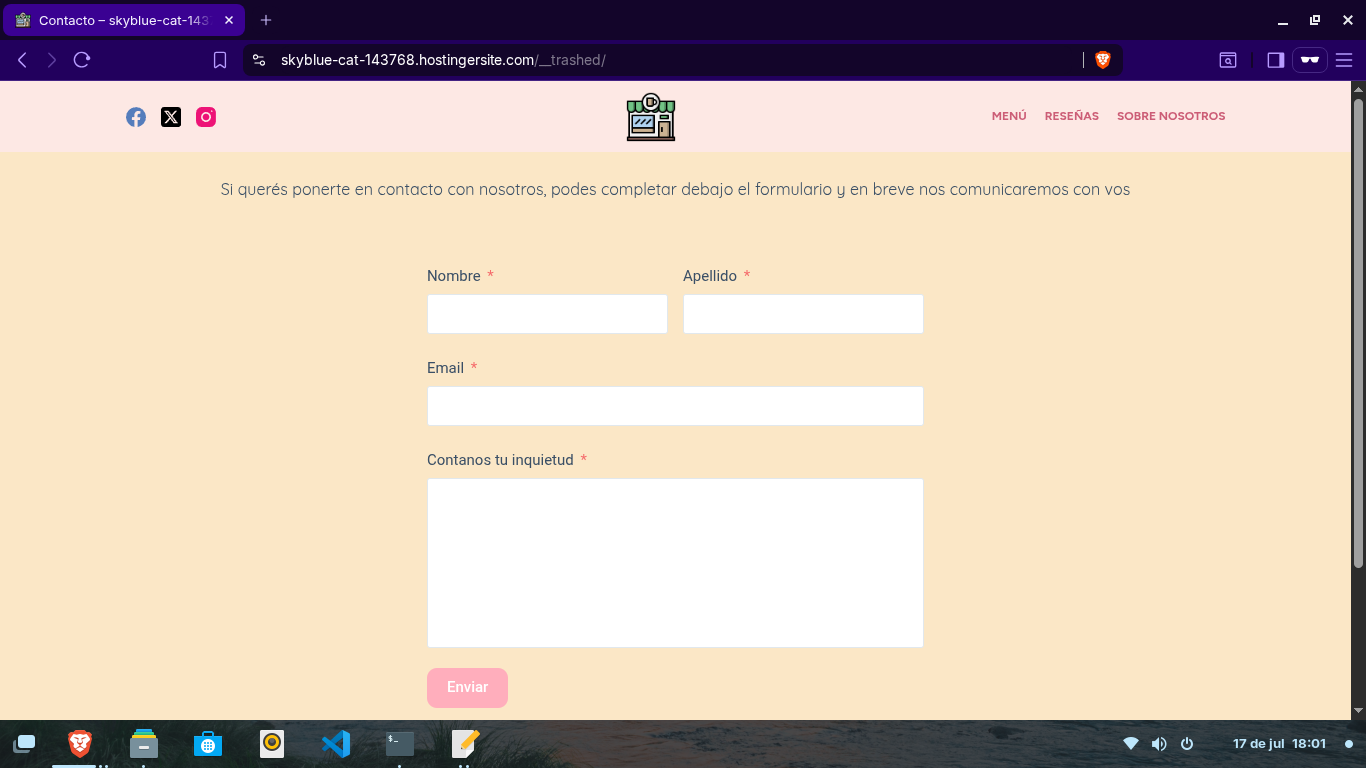 Contacto – skyblue-cat-143
skyblue-cat-143768.hostingersite.com/__trashed/
MENÚ RESEÑAS SOBRE NOSOTROS
Si querés ponerte en contacto con nosotros, podes completar debajo el formulario y en breve nos comunicaremos con vos
Nombre * Apellido *
Email *
Contanos tu inquietud *
Enviar
17 de jul 18:01